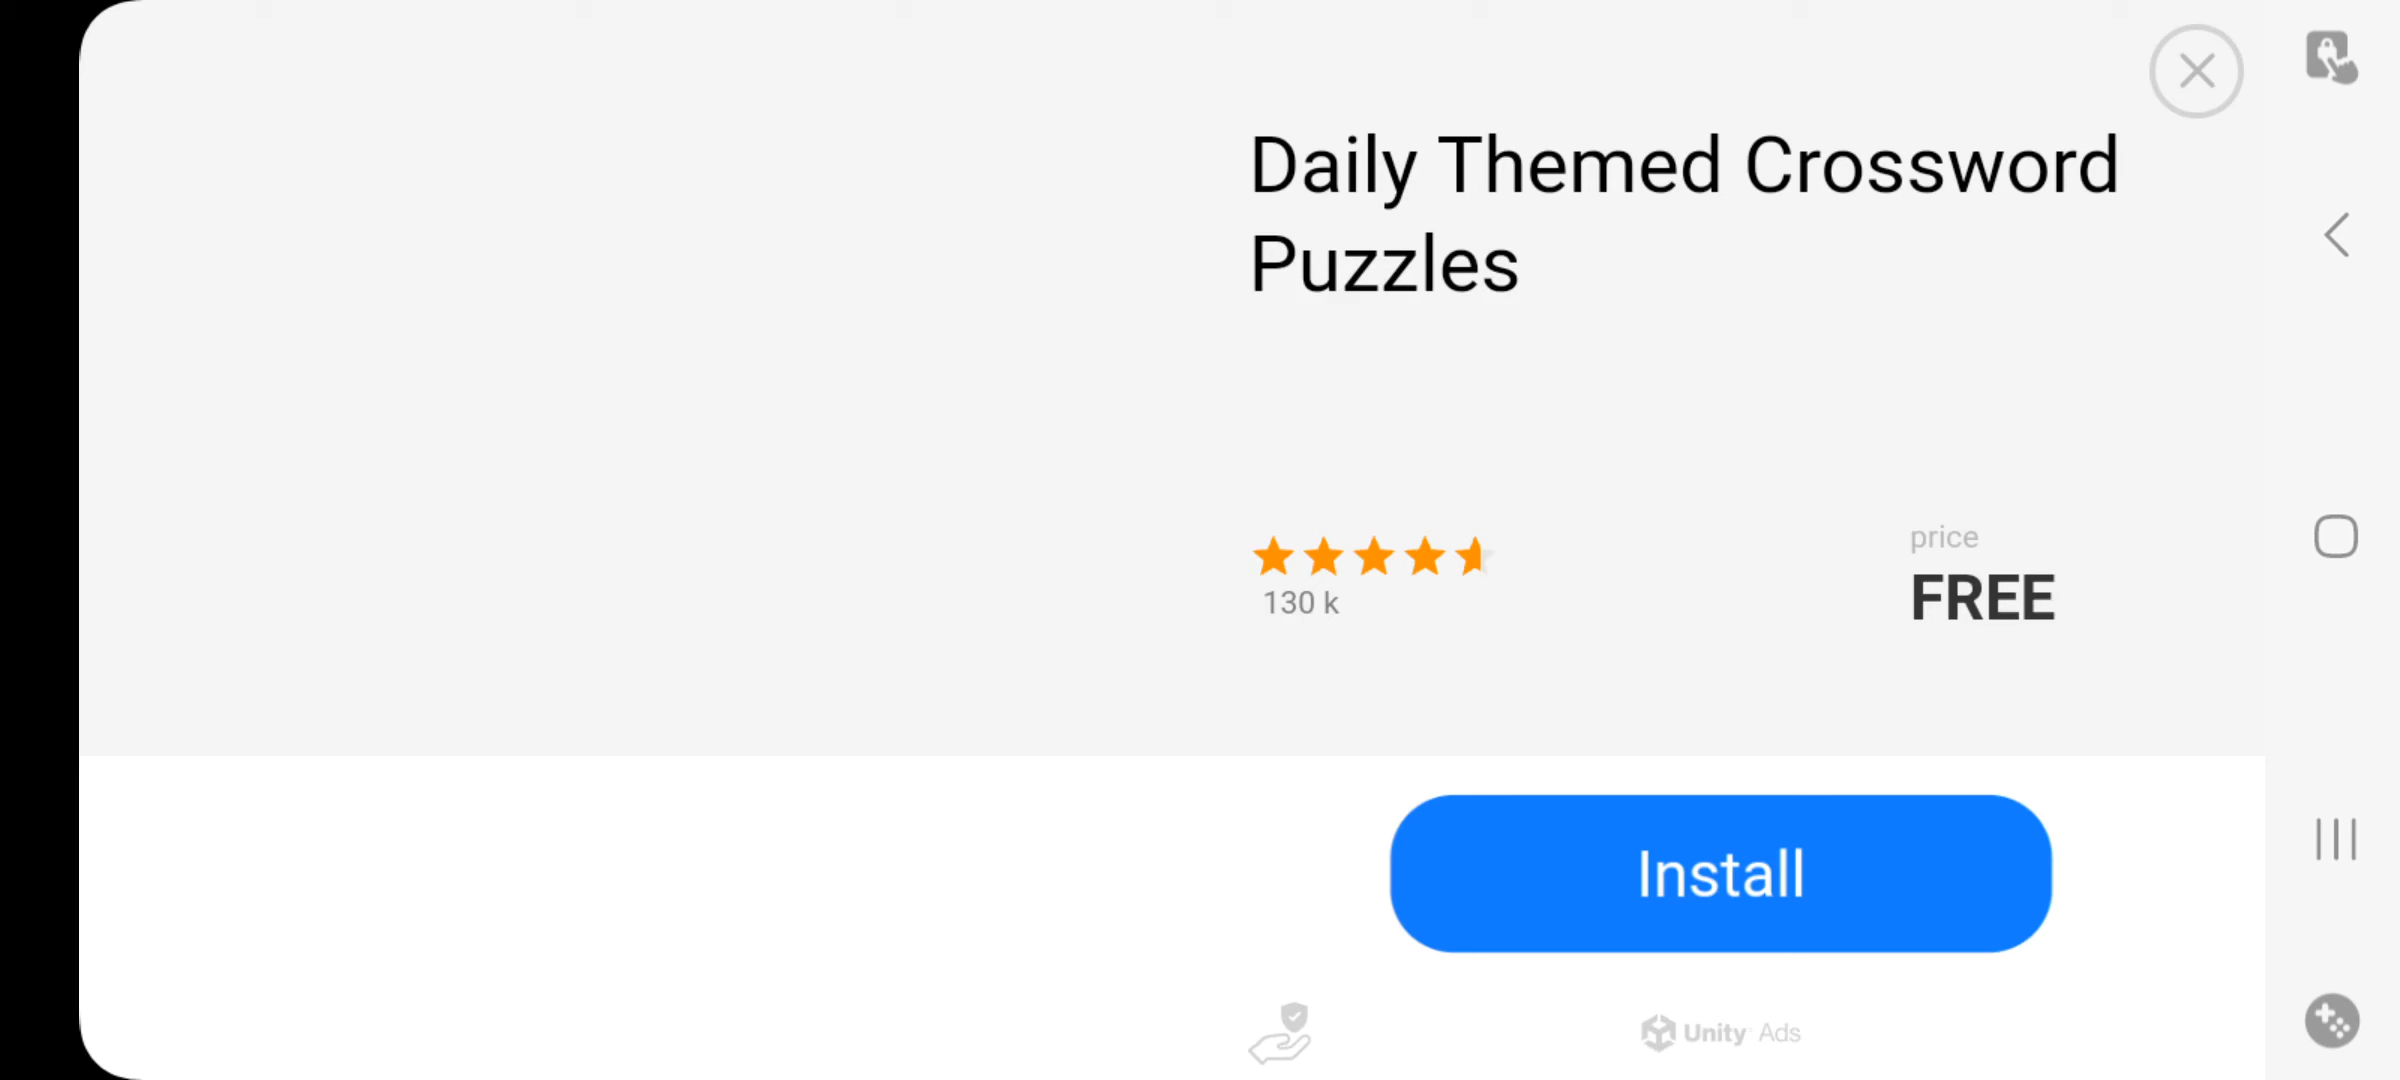 Daily Themed Crossword
Puzzles
130 k
price
FREE
Install
Unity Ads